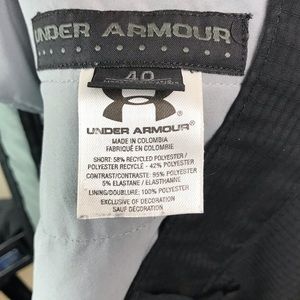 UNDER ARMOUR
40
UNDER ARMOUR®
MADE IN COLOMBIA
FABRIQUÉ EN COLOMBIE
SHORT: 58% RECYCLED POLYESTER /
POLYESTER RECYCLÉ - 42% POLYESTER
CONTRAST/CONTRASTE: 95% POLYESTER
5% ELASTANE / ELASTHANNE
LINING/DOUBLURE: 100% POLYESTER
EXCLUSIVE OF DECORATION
SAUF DÉCORATION